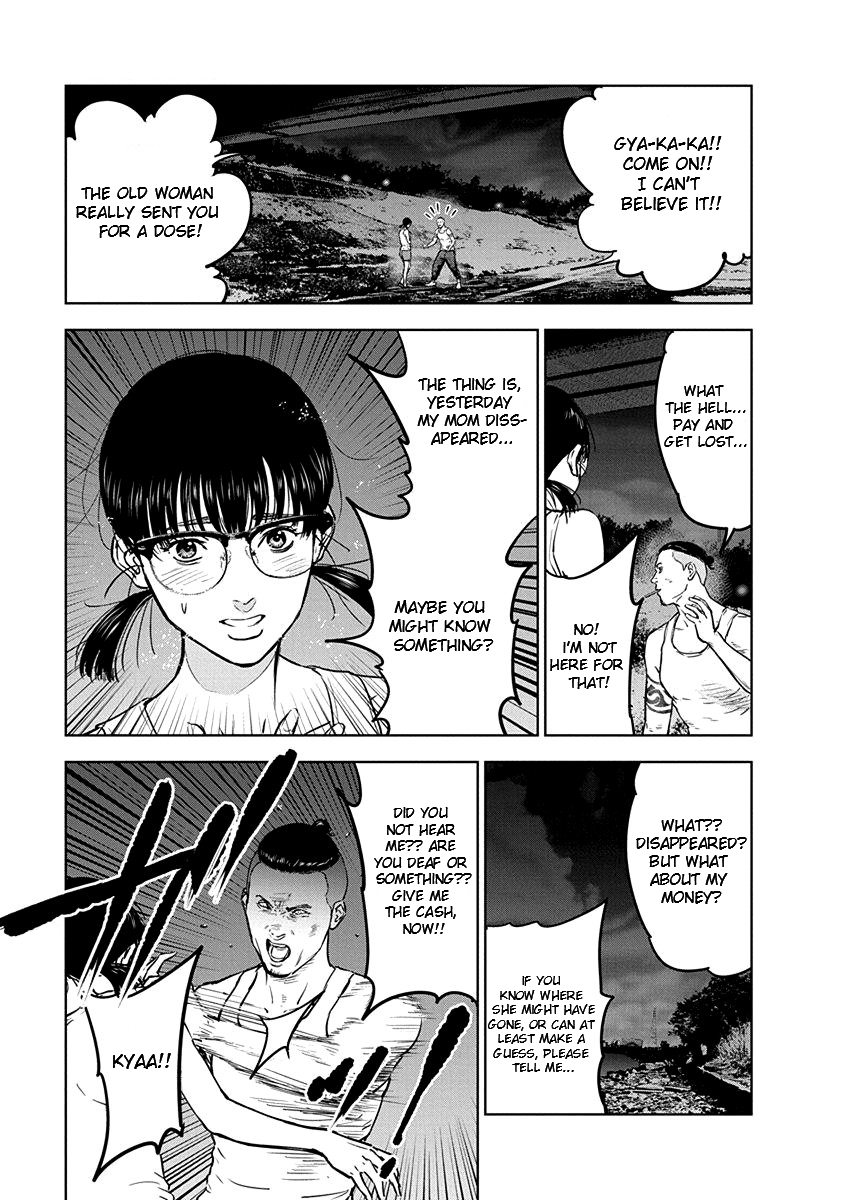 GYA-KA-KA!!
COME ON!!
I CAN'T
BELIEVE IT!!
THE OLD WOMAN
REALLY SENT YOU
FOR A DOSE!
WHAT
THE HELL...
PAY AND
GET LOST...
NO!
I'M NOT
HERE FOR
THAT!
THE THING IS,
YESTERDAY
MY MOM DISS-
APEARED...
MAYBE YOU
MIGHT KNOW
SOMETHING?
WHAT??
DISAPPEARED?
BUT WHAT
ABOUT MY
MONEY?
IF YOU
KNOW WHERE
SHE MIGHT HAVE
GONE, OR CAN AT
LEAST MAKE A
GUESS, PLEASE
TELL ME...
DID YOU
NOT HEAR
ME?? ARE
YOU DEAF OR
SOMETHING??
GIVE ME
THE CASH,
NOW!!
ガッ!!
KYAA!!